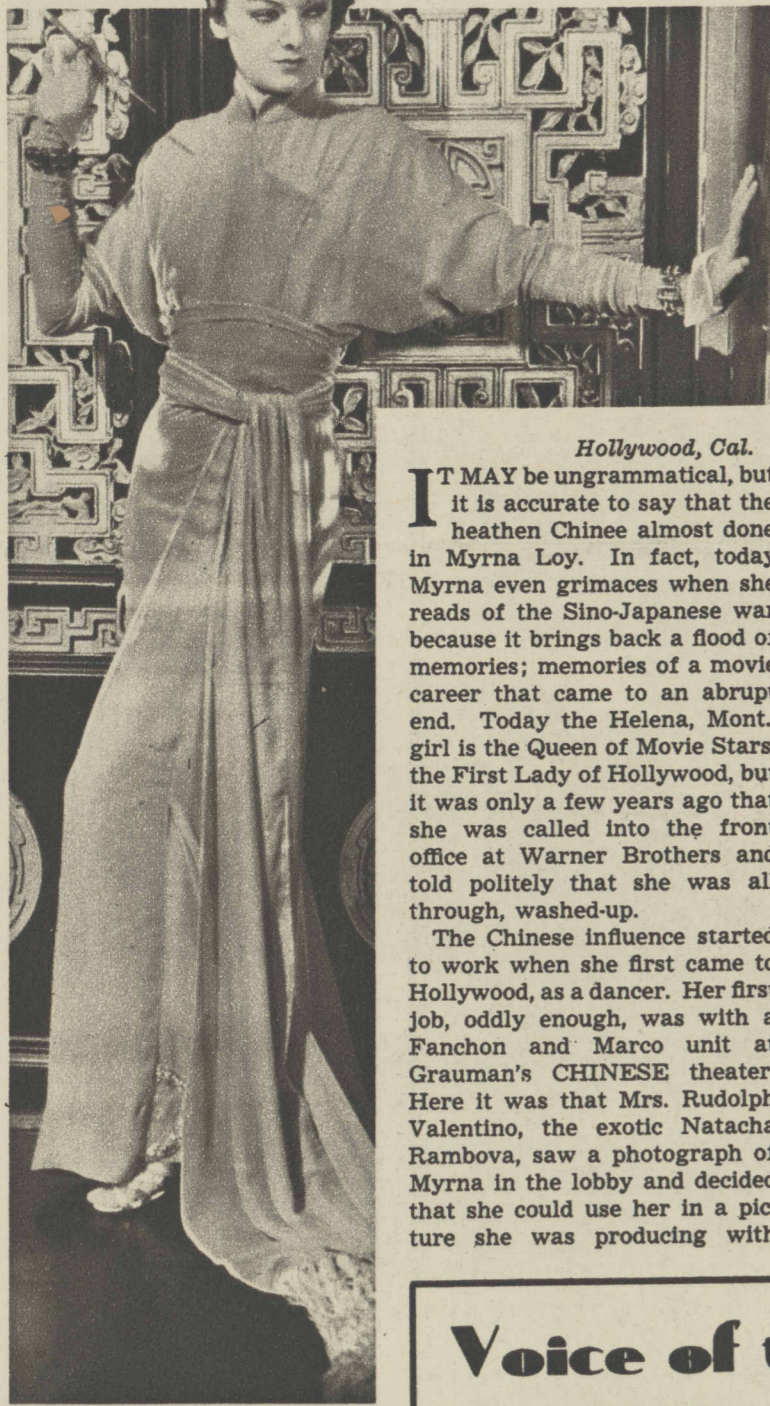 Hollywood, Cal.
IT MAY be ungrammatical, but
it is accurate to say that the
heathen Chinee almost done
in Myrna Loy. In fact, today
Myrna even grimaces when she
reads of the Sino-Japanese war
because it brings back a flood of
memories; memories of a movie
career that came to an abrupt
end. Today the Helena, Mont.
girl is the Queen of Movie Stars
the First Lady of Hollywood, but
it was only a few years ago that
she was called into the front
office at Warner Brothers and
told politely that she was all
through, washed-up.
The Chinese influence started
to work when she first came to
Hollywood, as a dancer. Her first
job, oddly enough, was with a
Fanchon and Marco unit at
Grauman's CHINESE theater
Here it was that Mrs. Rudolph
Valentino, the exotic Natacha
Rambova, saw a photograph of
Myrna in the lobby and decided
that she could use her in a pic
ture she was producing with
Voice of